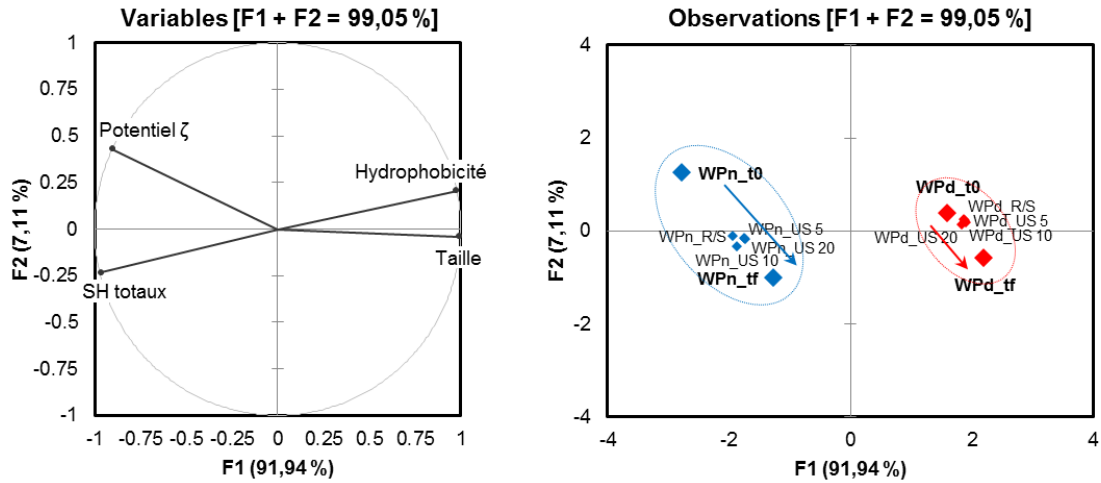 Variables [F1 + F2 = 99,05 %]
1
0.75
0.5
0.25
0
-0.25
-0.5
-0.75
-1
F2 (7,11 %)
Potentiel ζ
Hydrophobicité
Taille
SH totaux
-1 -0.75 -0.5 -0.25 0 0.25 0.5 0.75 1
F1 (91,94 %)
Observations [F1 + F2 = 99,05 %]
4
2
0
-2
-4
F2 (7,11 %)
WPn_t0
WPn_R/S
WPn_US 5
WPn_US 20
WPn_US 10
WPn_tf
WPd_t0
WPd_R/S
WPd_US 5
WPd_US 20
WPd_US 10
WPd_tf
-4 -2 0 2 4
F1 (91,94 %)